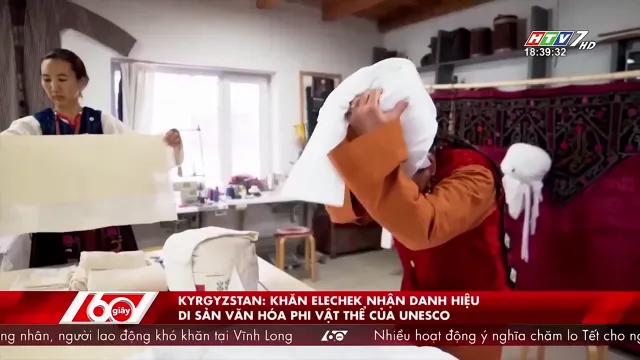 HTV7 HD
18:39:32
60 giây
KYRGYZSTAN: KHĂN ELECHEK NHẬN DANH HIỆU
DI SẢN VĂN HÓA PHI VẬT THỂ CỦA UNESCO
ng nhân, người lao động khó khăn tại Vĩnh Long 60 giây Nhiều hoạt động ý nghĩa chăm lo Tết cho